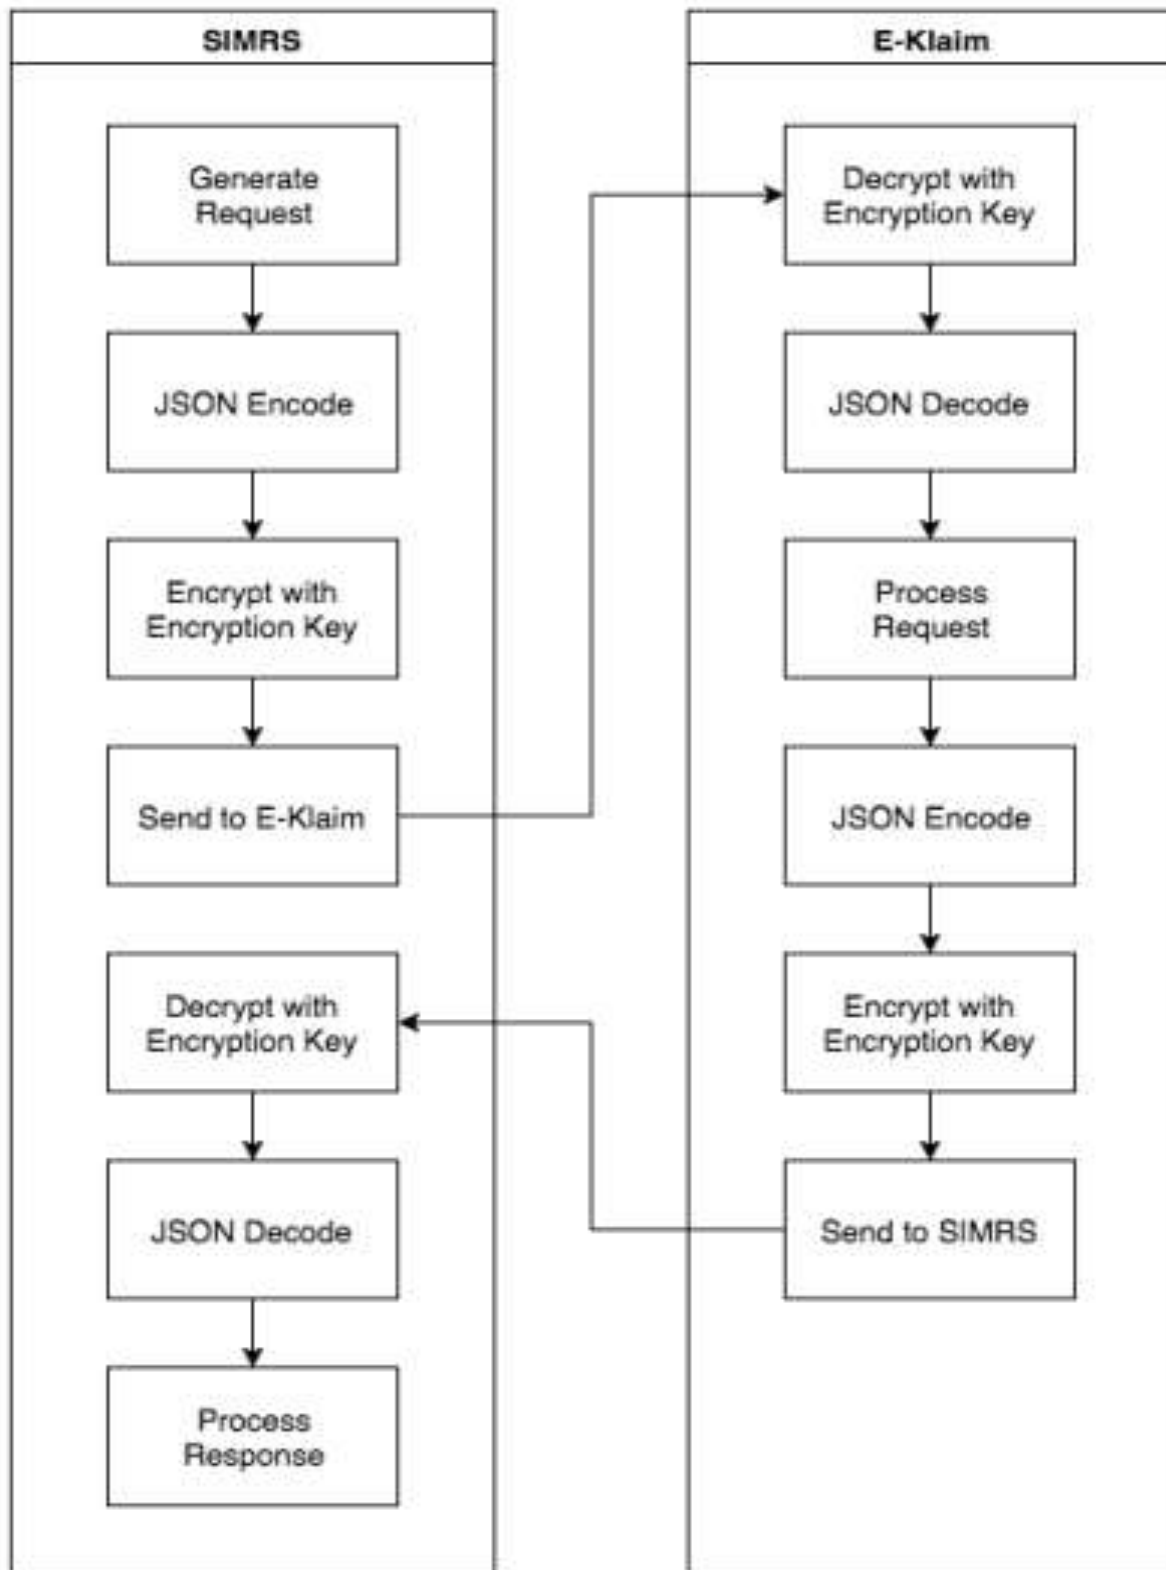 SIMRS
Generate
Request
JSON Encode
Encrypt with
Encryption Key
Send to E-Klaim
Decrypt with
Encryption Key
JSON Decode
Process
Response
E-Klaim
Decrypt with
Encryption Key
JSON Decode
Process
Request
JSON Encode
Encrypt with
Encryption Key
Send to SIMRS